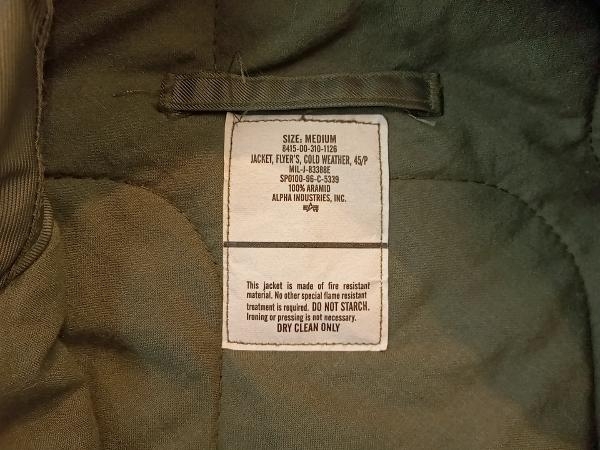 SIZE: MEDIUM
8415-00-310-1126
JACKET, FLYER'S, COLD WEATHER, 45/P
MIL-J-83388E
SPO100-96-C-5339
100% ARAMID
ALPHA INDUSTRIES, INC.
This jacket is made of fire resistant
material. No other special flame resistant
treatment is required. DO NOT STARCH.
Ironing or pressing is not necessary.
DRY CLEAN ONLY